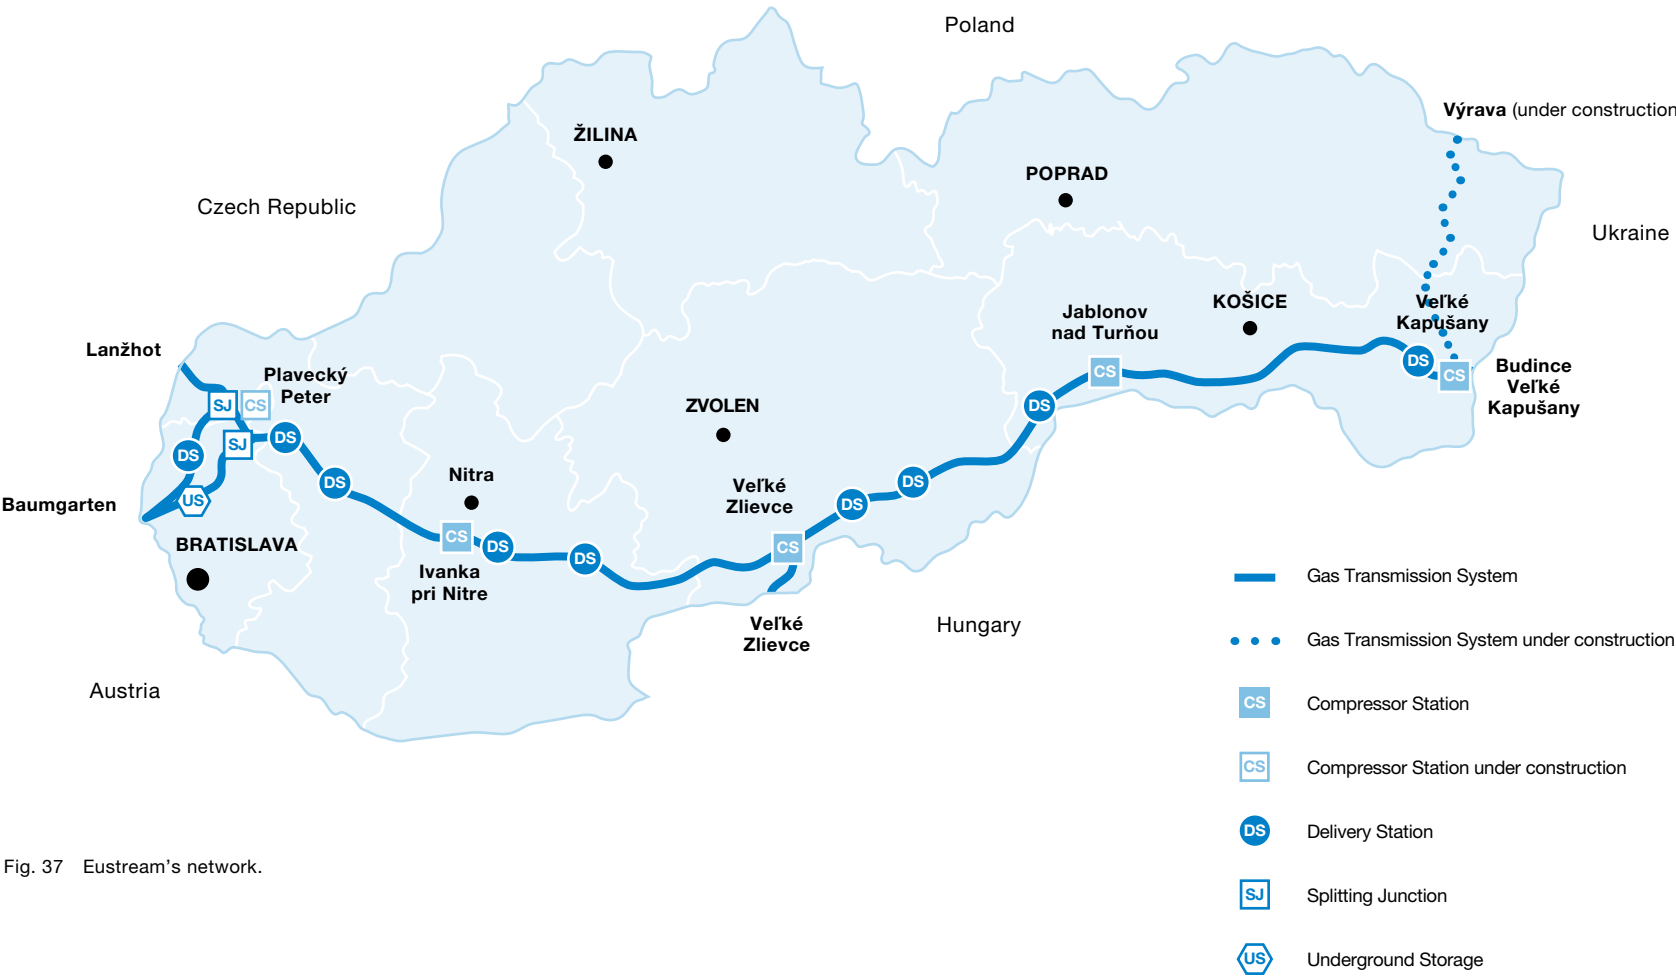 Poland
Výrava (under construction
ŽILINA
POPRAD
Czech Republic
Ukraine
Jablonov
nad Turňou
KOŠICE
Veľké
Kapušany
Lanžhot
Plavecký
Peter
Budince
Veľké
Kapušany
DS
CS
CS
SJ
CS
ZVOLEN
DS
SJ
DS
DS
Nitra
Veľké
Zlievce
DS
DS
DS
US
Baumgarten
BRATISLAVA
CS
DS
CS
DS
Ivanka
pri Nitre
Veľké
Zlievce
Hungary
Austria
Gas Transmission System
Gas Transmission System under construction
CS Compressor Station
CS Compressor Station under construction
DS Delivery Station
SJ Splitting Junction
US Underground Storage
Fig. 37 Eustream’s network.